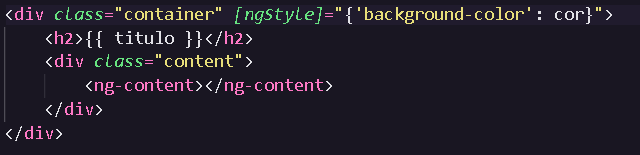 <div class="container" [ngStyle]="{'background-color': cor}">
<h2>{{ titulo }}</h2>
<div class="content">
<ng-content></ng-content>
</div>
</div>